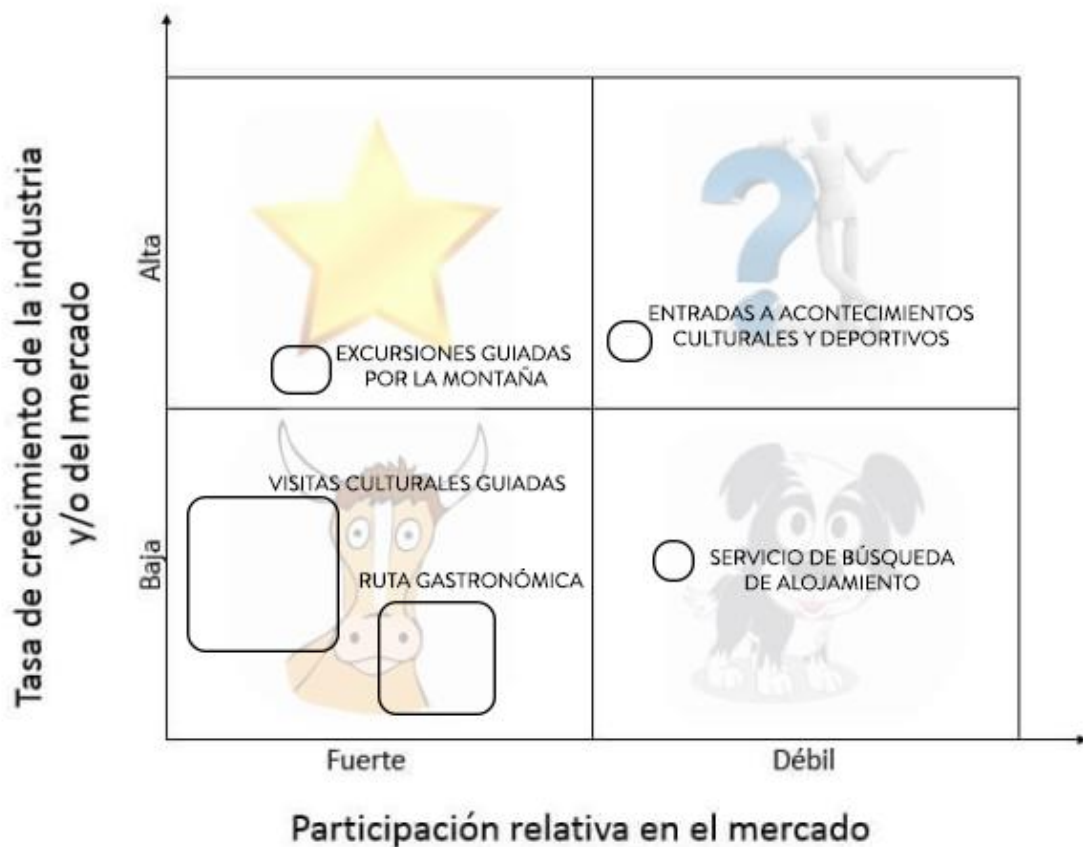 Tasa de crecimiento de la industria
y/o del mercado
Alta
Baja
?
EXCURSIONES GUIADAS
POR LA MONTAÑA
ENTRADAS A ACONTECIMIENTOS
CULTURALES Y DEPORTIVOS
VISITAS CULTURALES GUIADAS
RUTA GASTRONÓMICA
SERVICIO DE BÚSQUEDA
DE ALOJAMIENTO
Fuerte
Débil
Participación relativa en el mercado